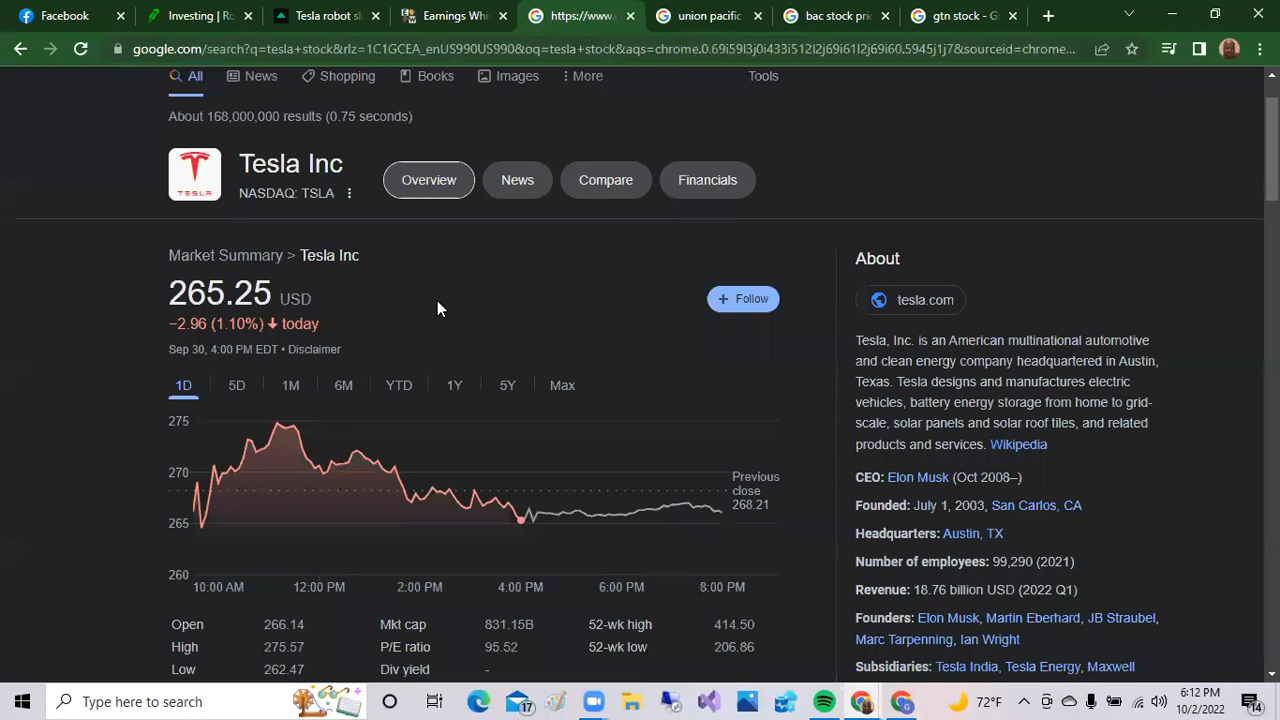 Facebook
Investing | Ro
Tesla robot sl
Earnings Whis
https://www.
union pacific
bac stock pric
gtn stock - Go
google.com/search?q=tesla+stock&rlz=1C1GCEA_enUS990US990&oq=tesla+stock&aqs=chrome.0.69i59l3j0i433i512l2j69i61l2j69i60.5945j1j7&sourceid=chrome...
All News Shopping Books Images More Tools
About 168,000,000 results (0.75 seconds)
TESLA
Tesla Inc
NASDAQ: TSLA
Overview News Compare Financials
Market Summary > Tesla Inc
265.25 USD
−2.96 (1.10%) today
Sep 30, 4:00 PM EDT • Disclaimer
+ Follow
1D 5D 1M 6M YTD 1Y 5Y Max
275
270
265
260
Previous
close
268.21
10:00 AM 12:00 PM 2:00 PM 4:00 PM 6:00 PM 8:00 PM
Open 266.14 Mkt cap 831.15B 52-wk high 414.50
High 275.57 P/E ratio 95.52 52-wk low 206.86
Low 262.47 Div yield -
About
tesla.com
Tesla, Inc. is an American multinational automotive
and clean energy company headquartered in Austin,
Texas. Tesla designs and manufactures electric
vehicles, battery energy storage from home to grid-
scale, solar panels and solar roof tiles, and related
products and services. Wikipedia
CEO: Elon Musk (Oct 2008–)
Founded: July 1, 2003, San Carlos, CA
Headquarters: Austin, TX
Number of employees: 99,290 (2021)
Revenue: 18.76 billion USD (2022 Q1)
Founders: Elon Musk, Martin Eberhard, JB Straubel,
Marc Tarpenning, Ian Wright
Subsidiaries: Tesla India, Tesla Energy, Maxwell
Type here to search
17
72°F
6:12 PM
10/2/2022
14